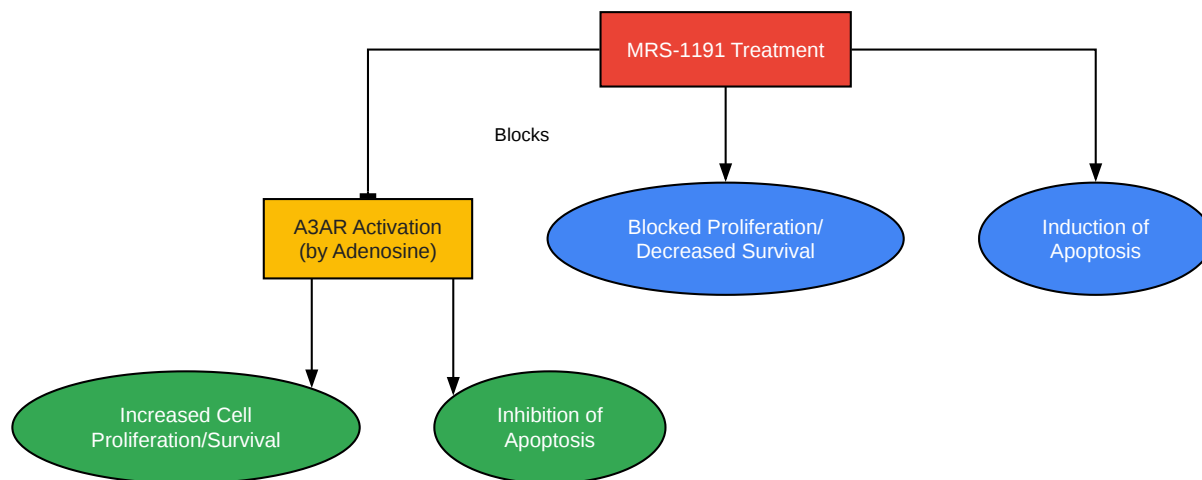 MRS-1191 Treatment
Blocks
A3AR Activation
(by Adenosine)
Blocked Proliferation/
Decreased Survival
Induction of
Apoptosis
Increased Cell
Proliferation/Survival
Inhibition of
Apoptosis